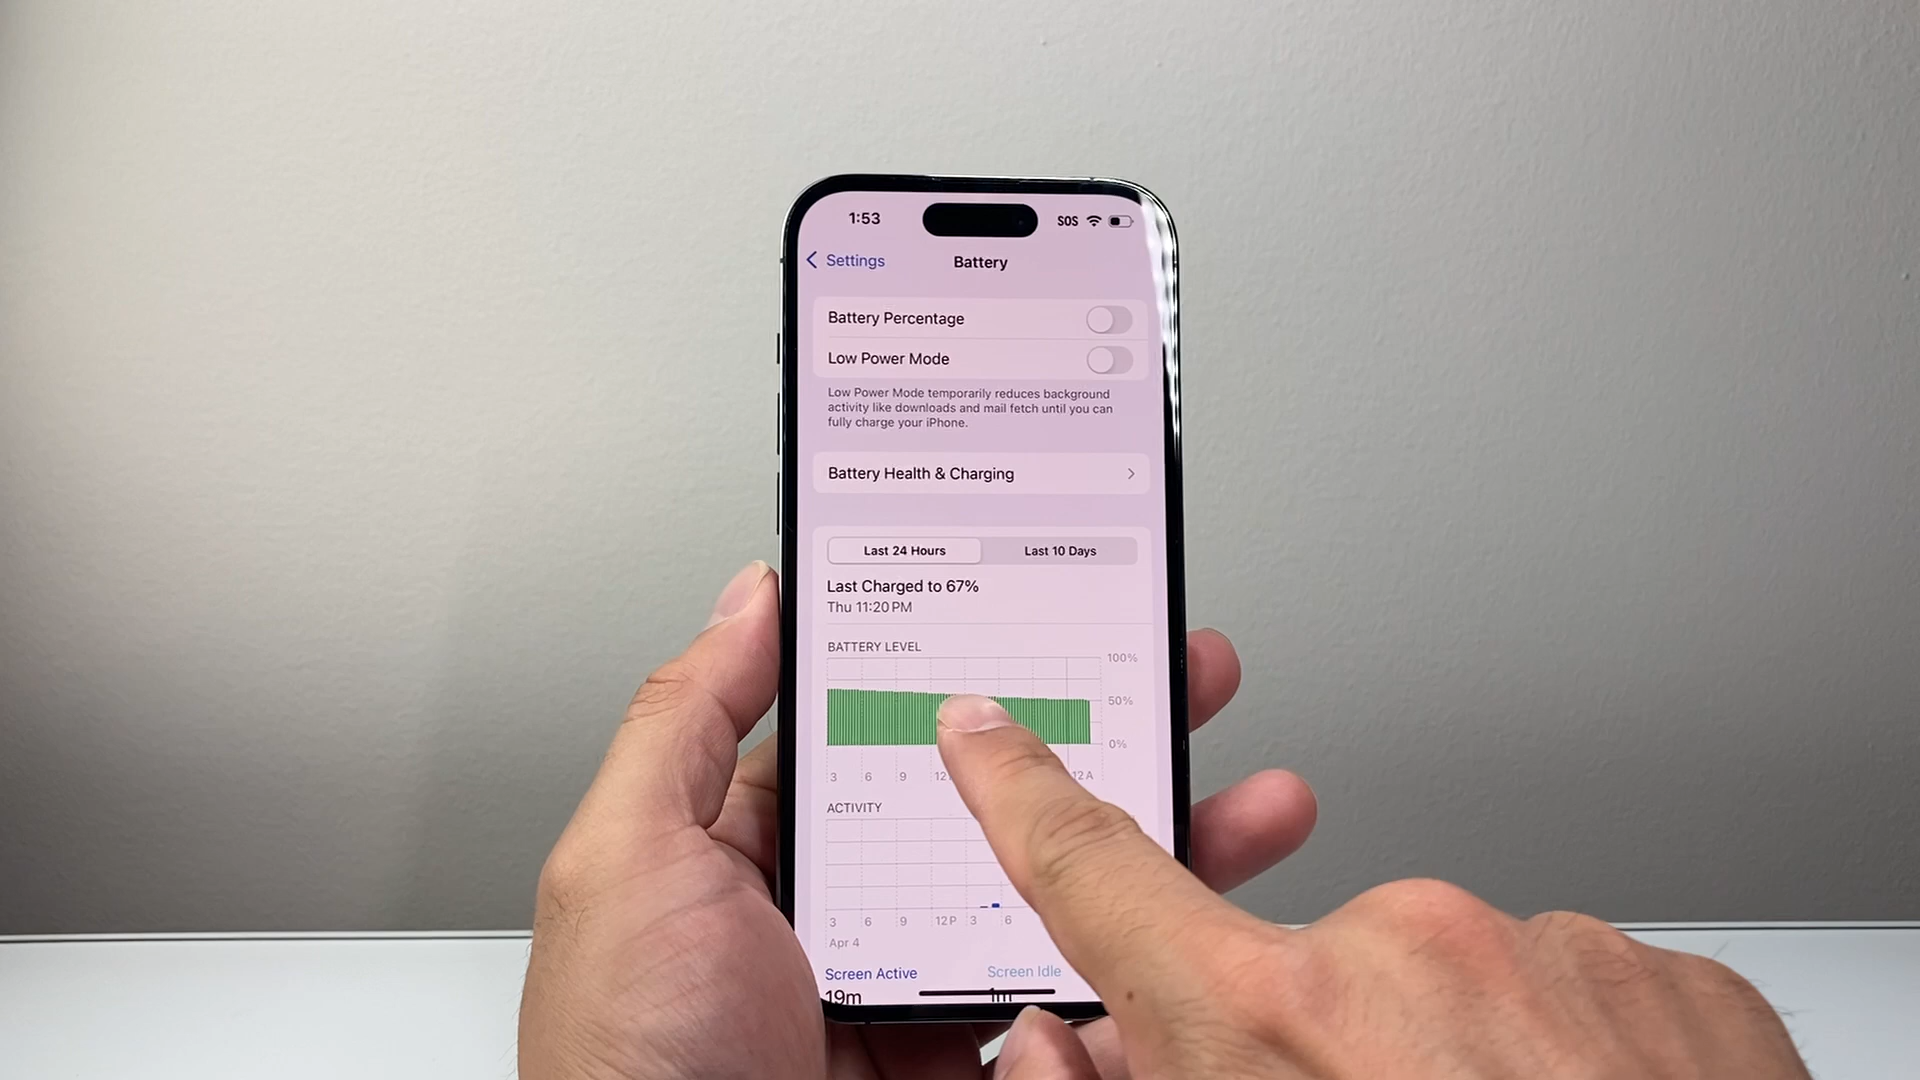 1:53
SOS
Settings
Battery
Battery Percentage
Low Power Mode
Low Power Mode temporarily reduces background
activity like downloads and mail fetch until you can
fully charge your iPhone.
Battery Health & Charging
Last 24 Hours
Last 10 Days
Last Charged to 67%
Thu 11:20 PM
BATTERY LEVEL
100%
50%
0%
3 6 9 12 12 A
ACTIVITY
3 6 9 12 P 3 6
Apr 4
Screen Active
Screen Idle
19m
1m